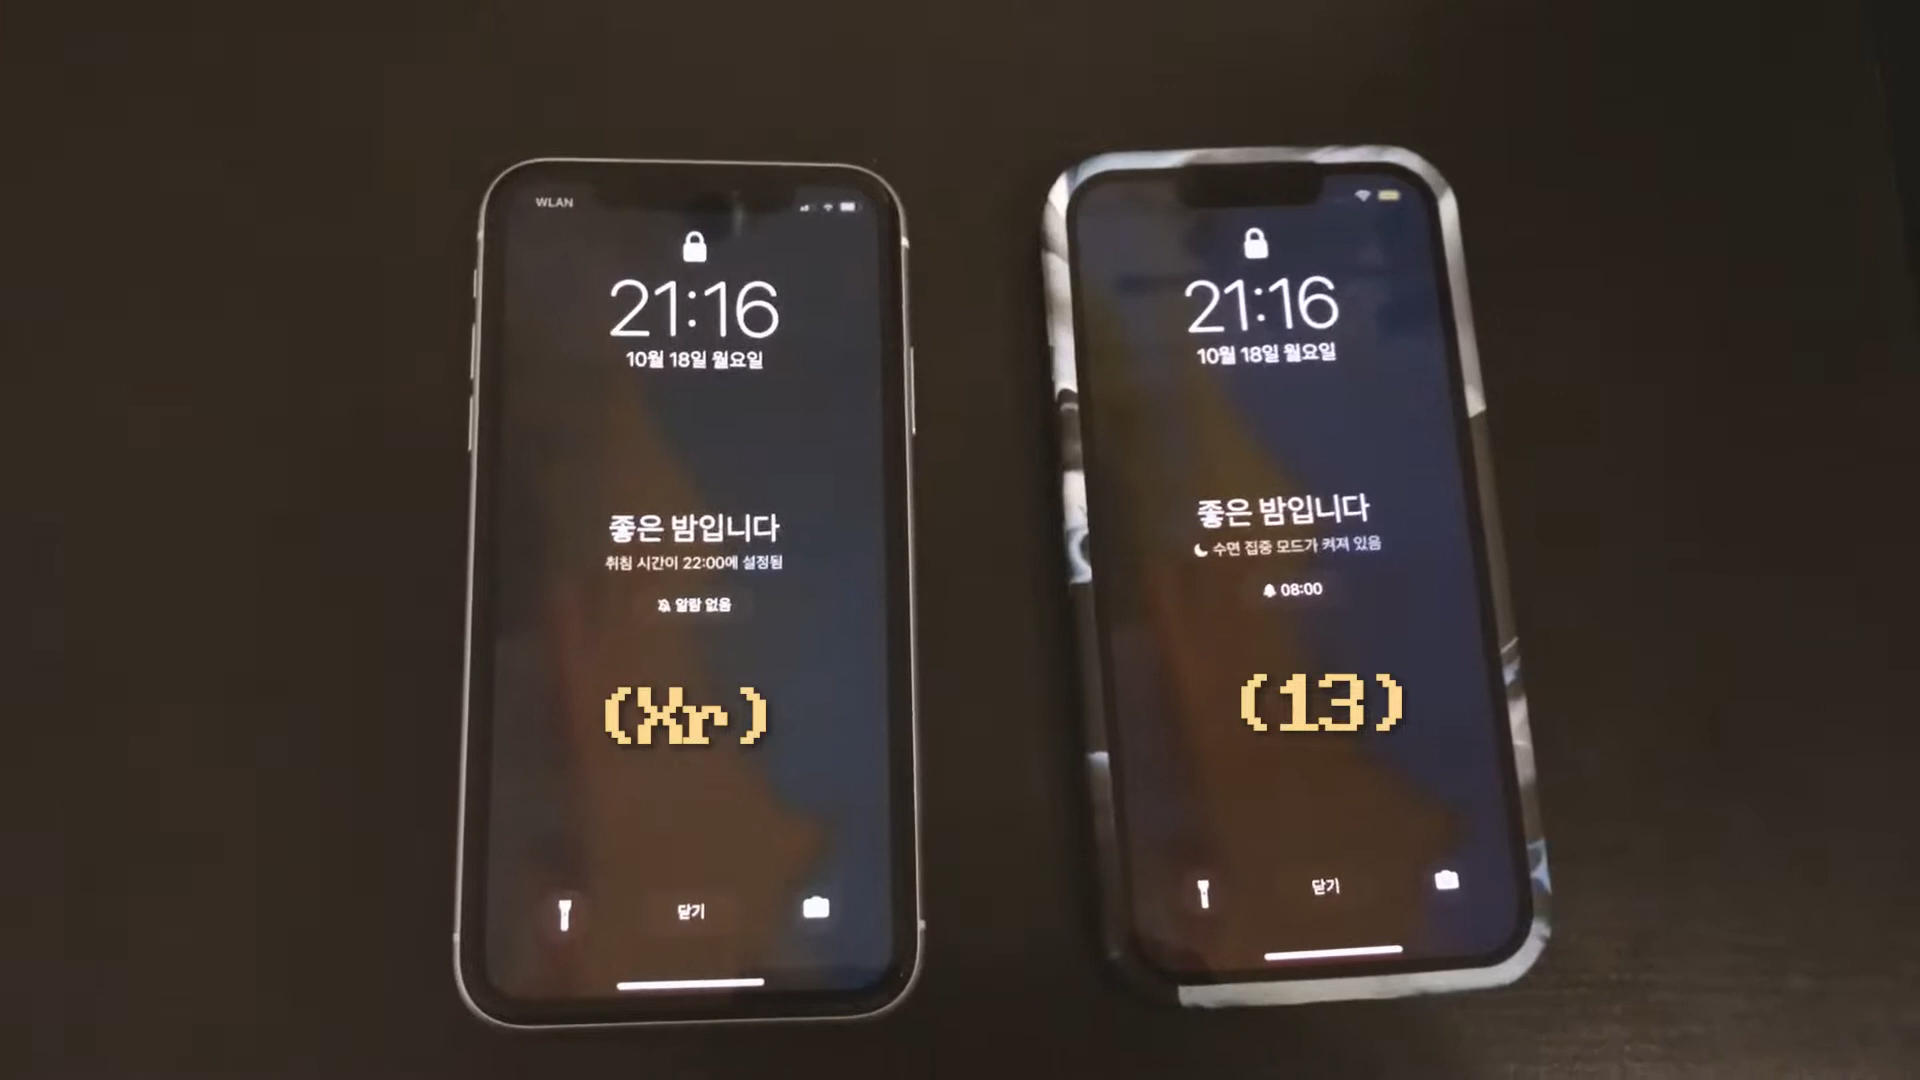 WLAN
21:16
10월 18일 월요일
좋은 밤입니다
취침 시간이 22:00에 설정됨
알람 없음
(Xr)
닫기
21:16
10월 18일 월요일
좋은 밤입니다
수면 집중 모드가 켜져 있음
08:00
(13)
닫기